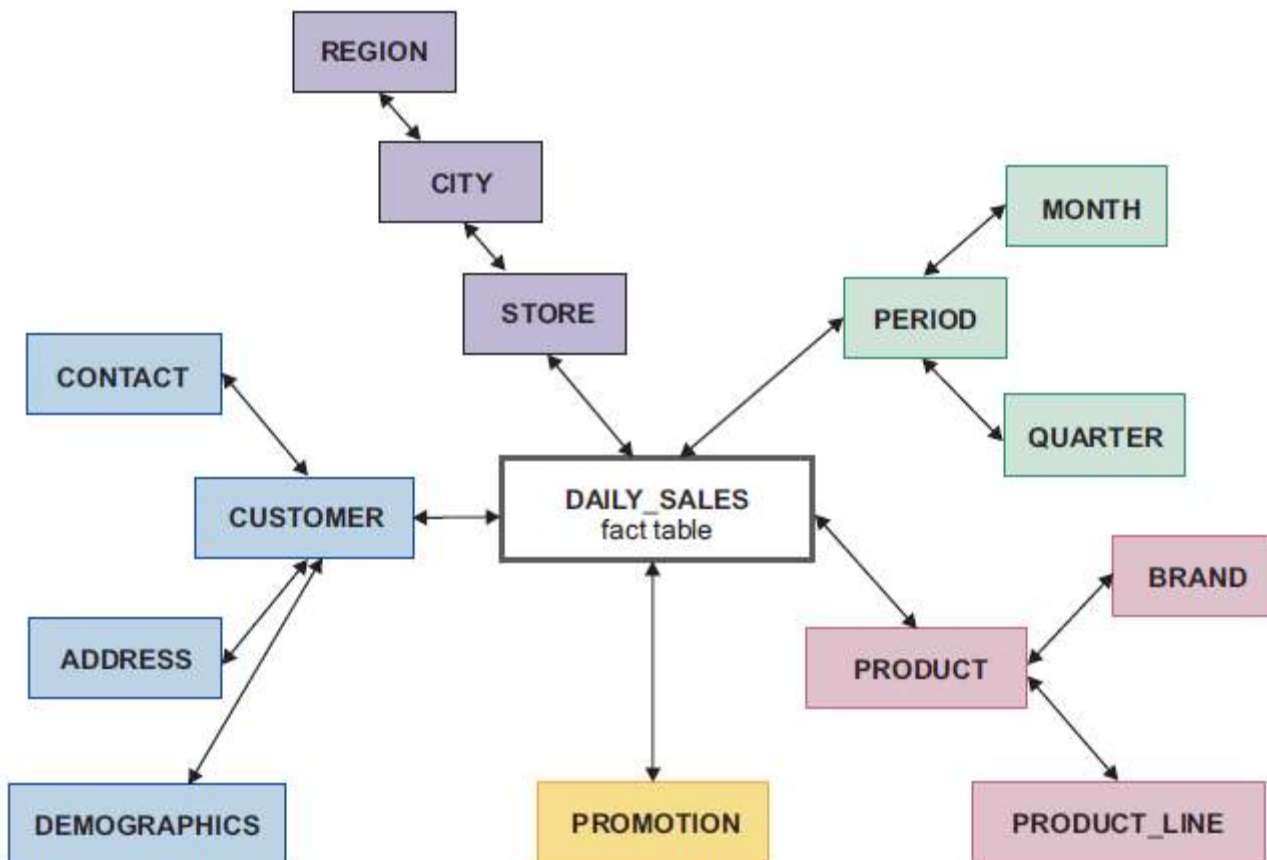 REGION
CITY
STORE
MONTH
PERIOD
QUARTER
CONTACT
CUSTOMER
ADDRESS
DEMOGRAPHICS
DAILY_SALES
fact table
PROMOTION
BRAND
PRODUCT
PRODUCT_LINE